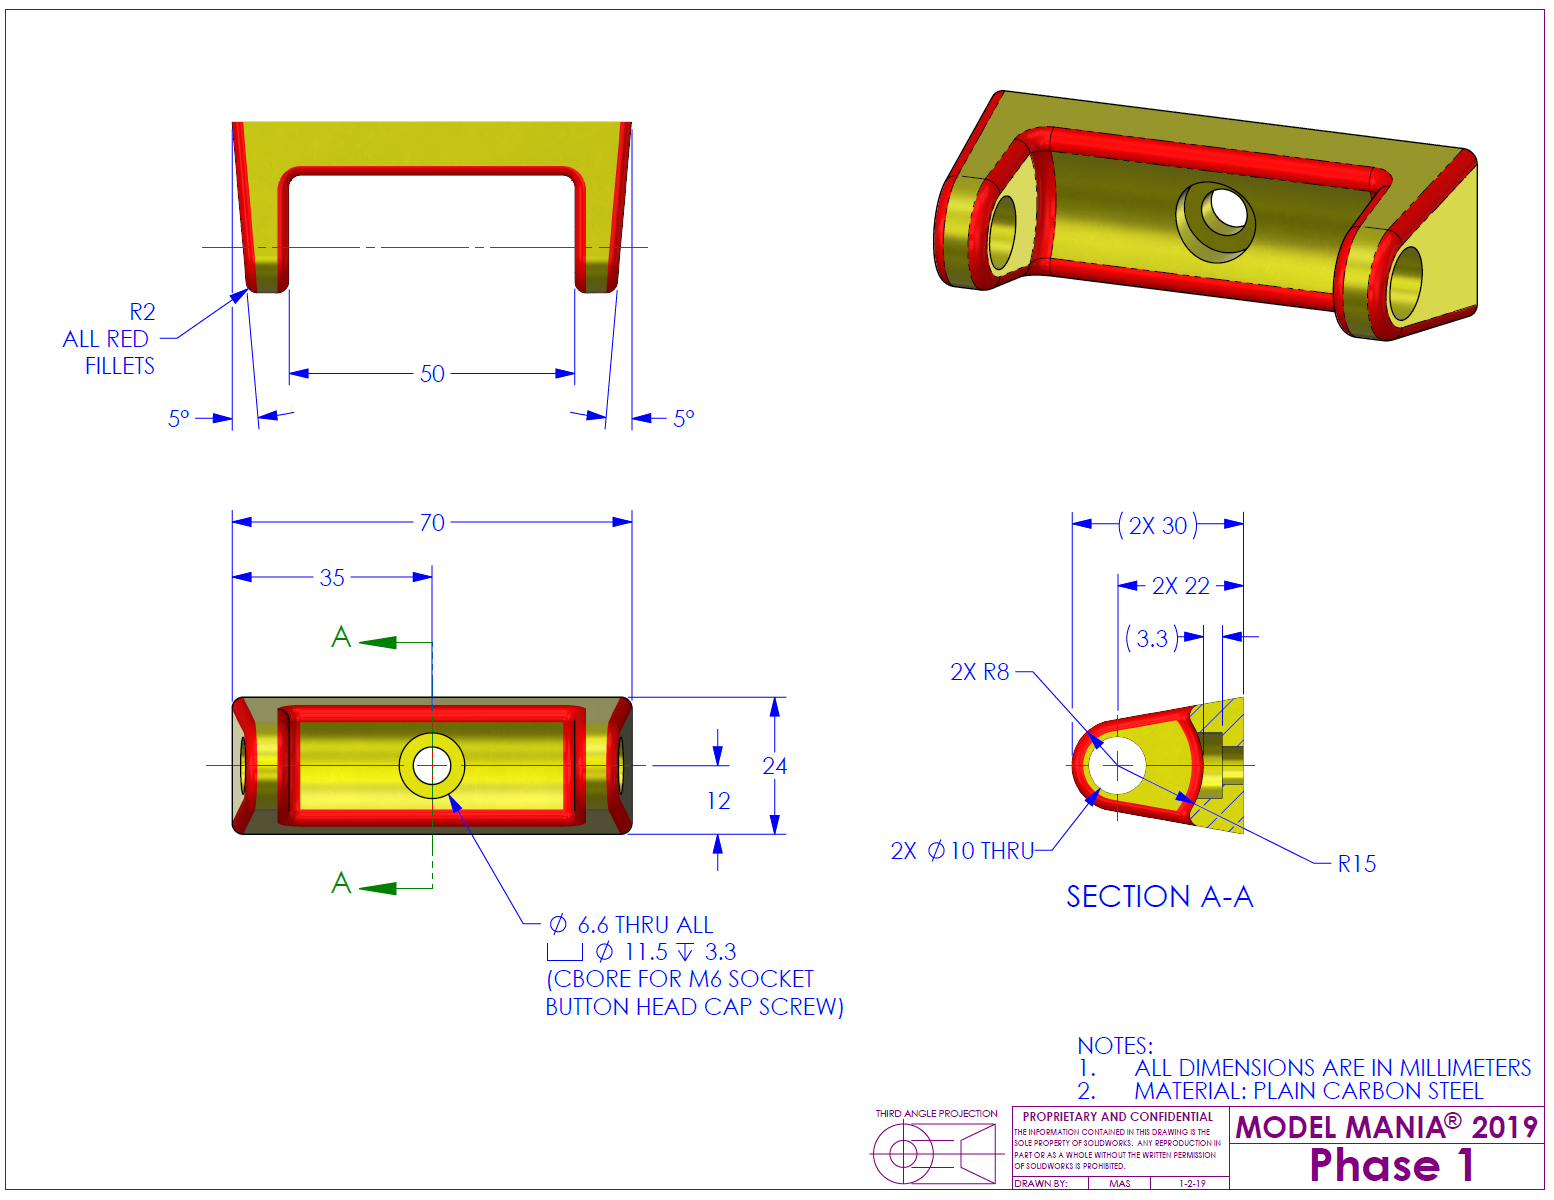 R2
ALL RED
FILLETS
50
5°
5°
70
35
A
A
24
12
Ø 6.6 THRU ALL
⌴ Ø 11.5 ↧ 3.3
(CBORE FOR M6 SOCKET
BUTTON HEAD CAP SCREW)
(2X 30)
2X 22
(3.3)
2X R8
2X Ø 10 THRU
R15
SECTION A-A
NOTES:
1. ALL DIMENSIONS ARE IN MILLIMETERS
2. MATERIAL: PLAIN CARBON STEEL
THIRD ANGLE PROJECTION
PROPRIETARY AND CONFIDENTIAL
THE INFORMATION CONTAINED IN THIS DRAWING IS THE
SOLE PROPERTY OF SOLIDWORKS. ANY REPRODUCTION IN
PART OR AS A WHOLE WITHOUT THE WRITTEN PERMISSION
OF SOLIDWORKS IS PROHIBITED.
DRAWN BY: MAS 1-2-19
MODEL MANIA® 2019
Phase 1